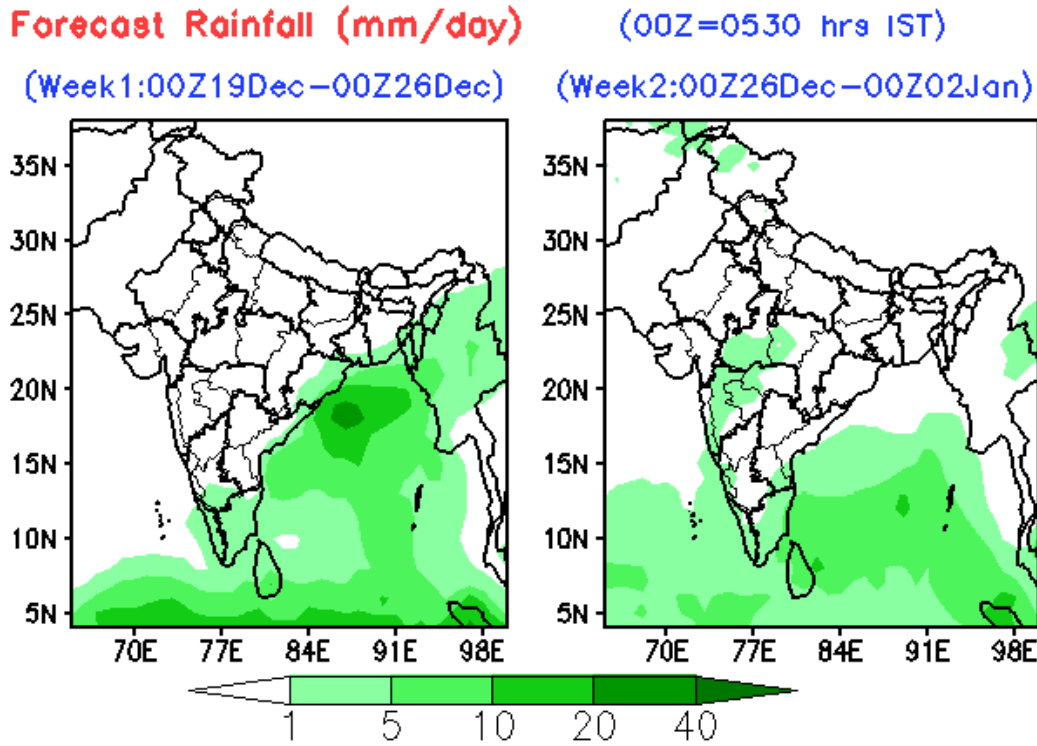 Forecast Rainfall (mm/day) (00Z=0530 hrs IST)
(Week1:00Z19Dec–00Z26Dec) (Week2:00Z26Dec–00Z02Jan)
35N 35N
30N 30N
25N 25N
20N 20N
15N 15N
10N 10N
5N 5N
70E 77E 84E 91E 98E 70E 77E 84E 91E 98E
1 5 10 20 40